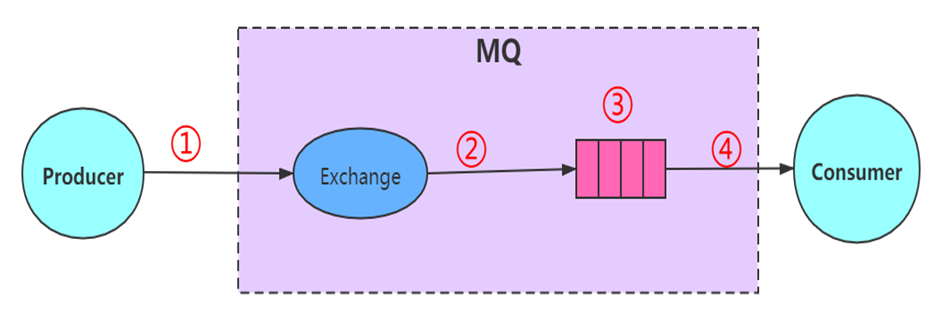 MQ
③
①
②
④
Producer
Exchange
Consumer